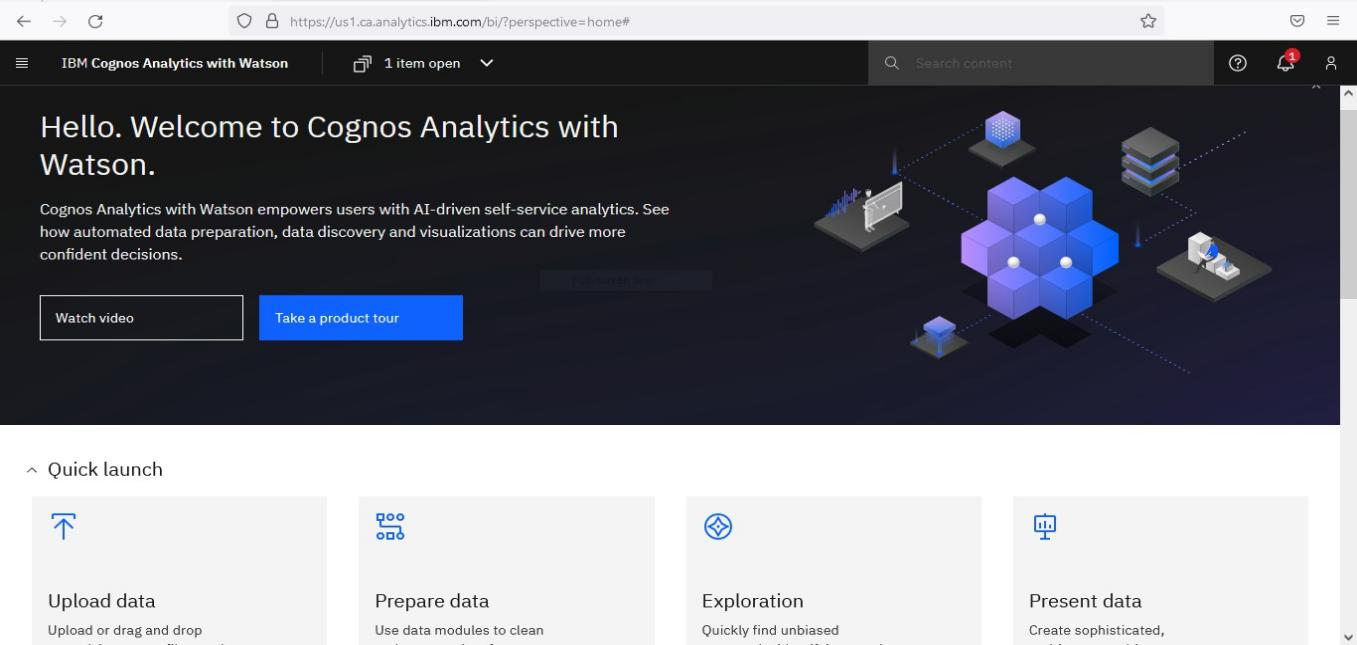 https://us1.ca.analytics.ibm.com/bi/?perspective=home#
IBM Cognos Analytics with Watson
1 item open
Search content
1
Hello. Welcome to Cognos Analytics with
Watson.
Cognos Analytics with Watson empowers users with AI-driven self-service analytics. See
how automated data preparation, data discovery and visualizations can drive more
confident decisions.
Watch video
Take a product tour
Quick launch
Upload data
Upload or drag and drop
Prepare data
Use data modules to clean
Exploration
Quickly find unbiased
Present data
Create sophisticated,